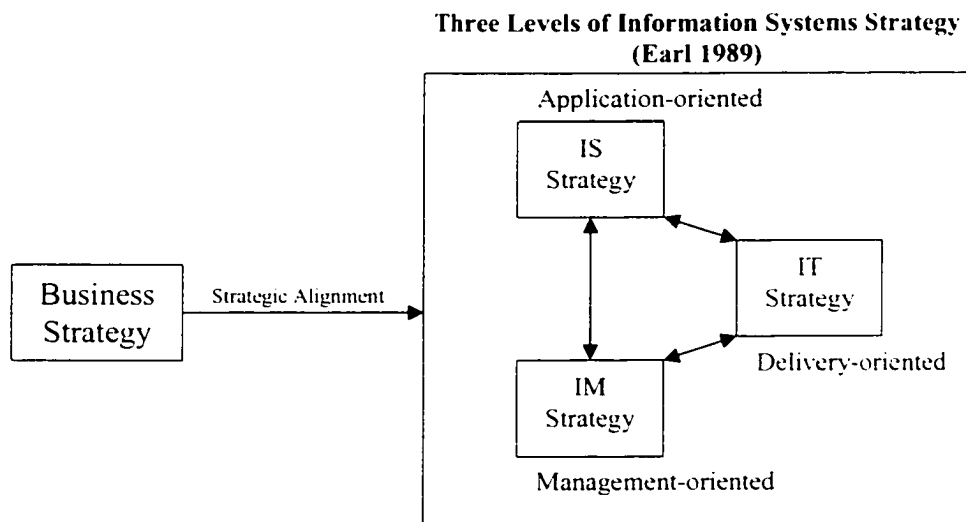 Three Levels of Information Systems Strategy
(Earl 1989)
Application-oriented
IS
Strategy
IT
Strategy
Delivery-oriented
Business
Strategy
Strategic Alignment
IM
Strategy
Management-oriented